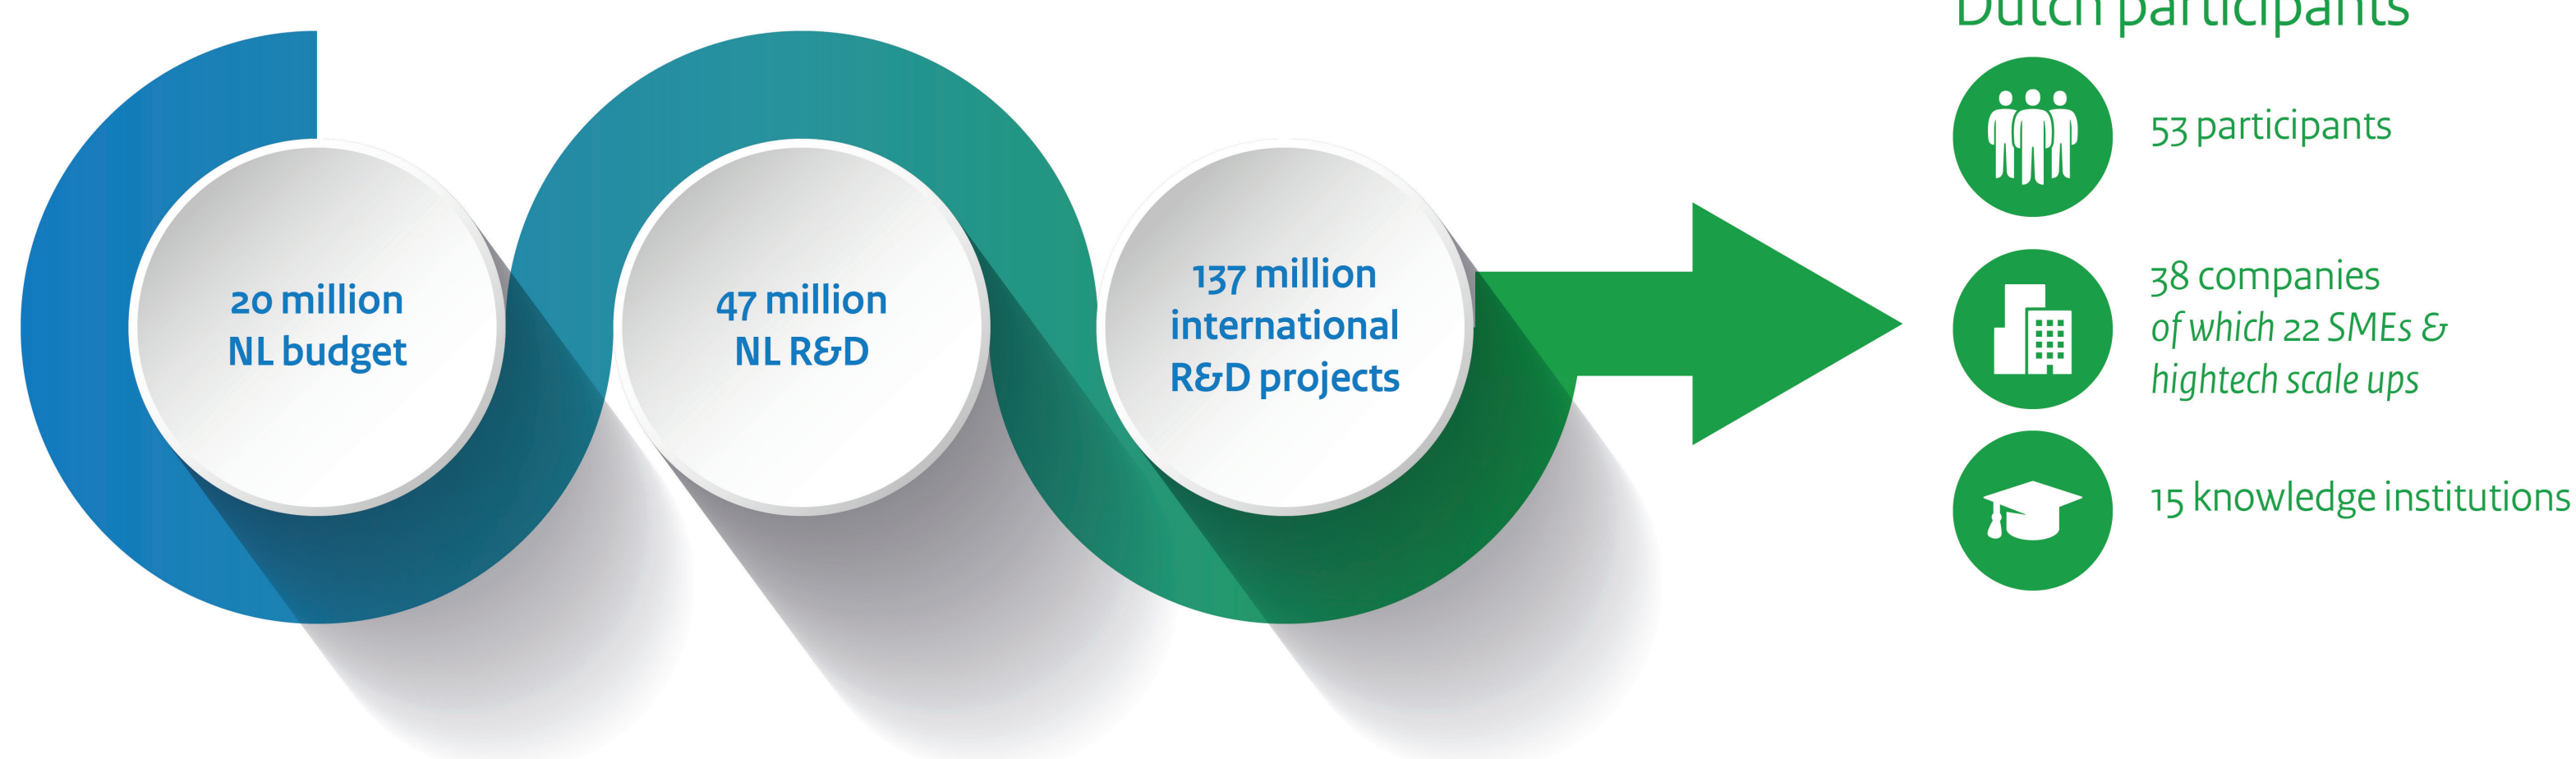 20 million
NL budget
47 million
NL R&D
137 million
international
R&D projects
Dutch participants
53 participants
38 companies
of which 22 SMEs &
hightech scale ups
15 knowledge institutions